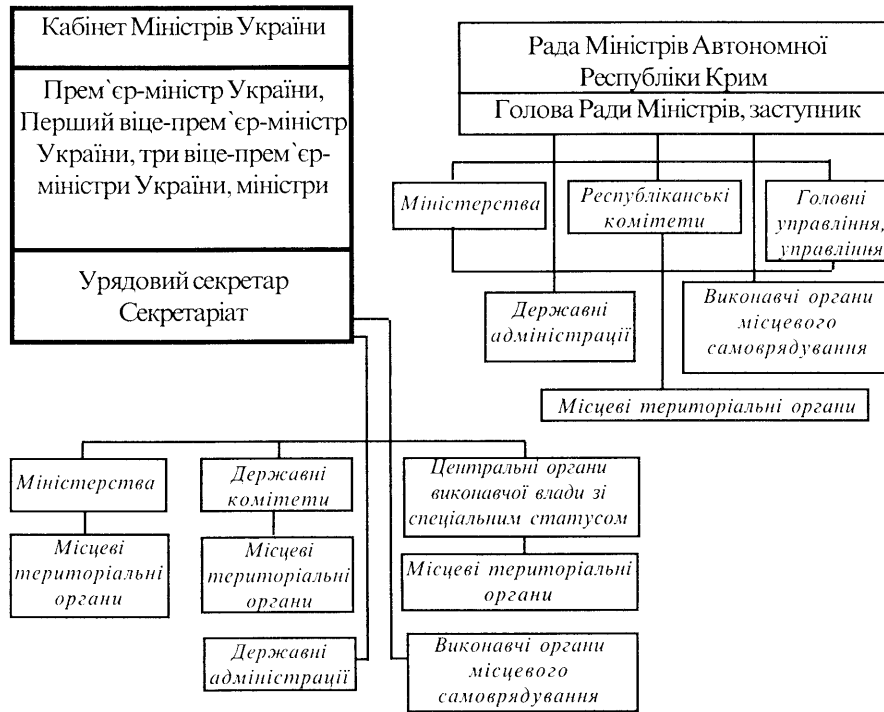 Кабінет Міністрів України
Прем`єр-міністр України,
Перший віце-прем`єр-міністр
України, три віце-прем`єр-
міністри України, міністри
Урядовий секретар
Секретаріат
Рада Міністрів Автономної
Республіки Крим
Голова Ради Міністрів, заступник
Міністерства
Республіканські
комітети
Головні
управління,
управління
Державні
адміністрації
Виконавчі органи
місцевого
самоврядування
Місцеві територіальні органи
Міністерства
Державні
комітети
Центральні органи
виконавчої влади зі
спеціальним статусом
Місцеві
територіальні
органи
Місцеві
територіальні
органи
Місцеві територіальні
органи
Державні
адміністрації
Виконавчі органи
місцевого
самоврядування